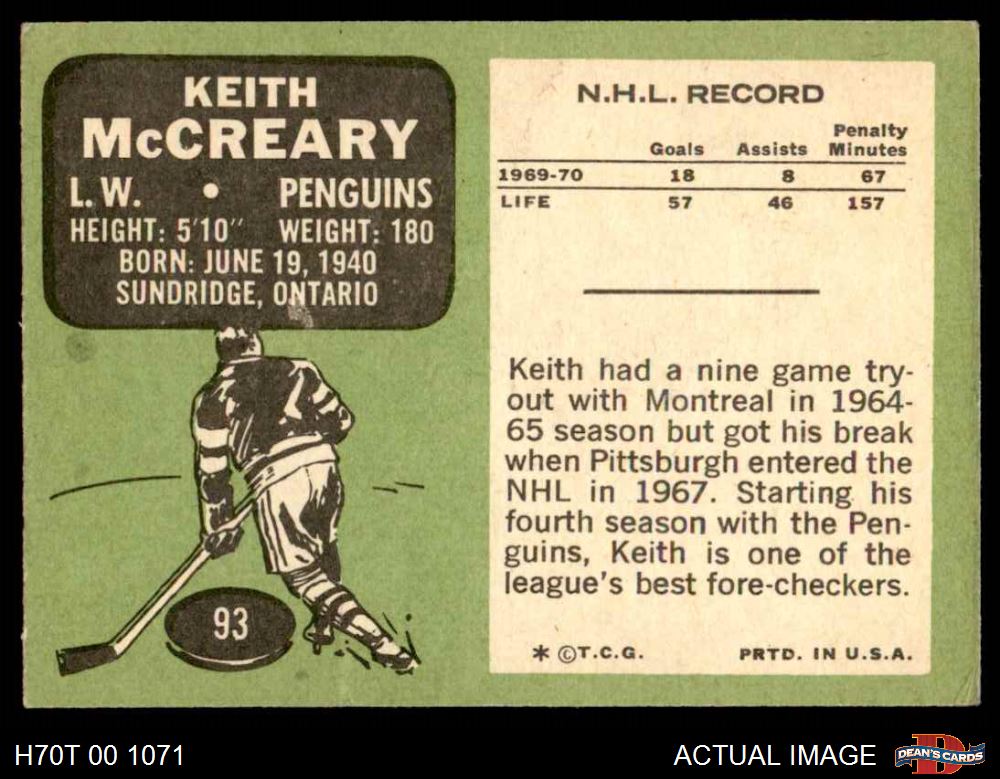 KEITH
McCREARY
L.W. • PENGUINS
HEIGHT: 5'10" WEIGHT: 180
BORN: JUNE 19, 1940
SUNDRIDGE, ONTARIO
93
N.H.L. RECORD
Goals Assists Penalty Minutes
1969-70 18 8 67
LIFE 57 46 157
Keith had a nine game try-
out with Montreal in 1964-
65 season but got his break
when Pittsburgh entered the
NHL in 1967. Starting his
fourth season with the Pen-
guins, Keith is one of the
league's best fore-checkers.
* ©T.C.G. PRTD. IN U.S.A.
H70T 00 1071 ACTUAL IMAGE DEAN'S CARDS